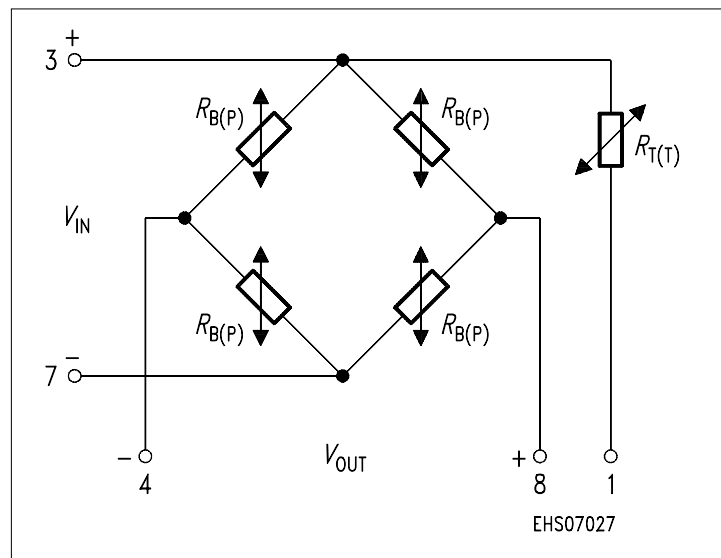 +
3
R_B(P) R_B(P)
R_T(T)
V_IN
R_B(P) R_B(P)
7 −
− V_OUT +
4 8 1
EHS07027